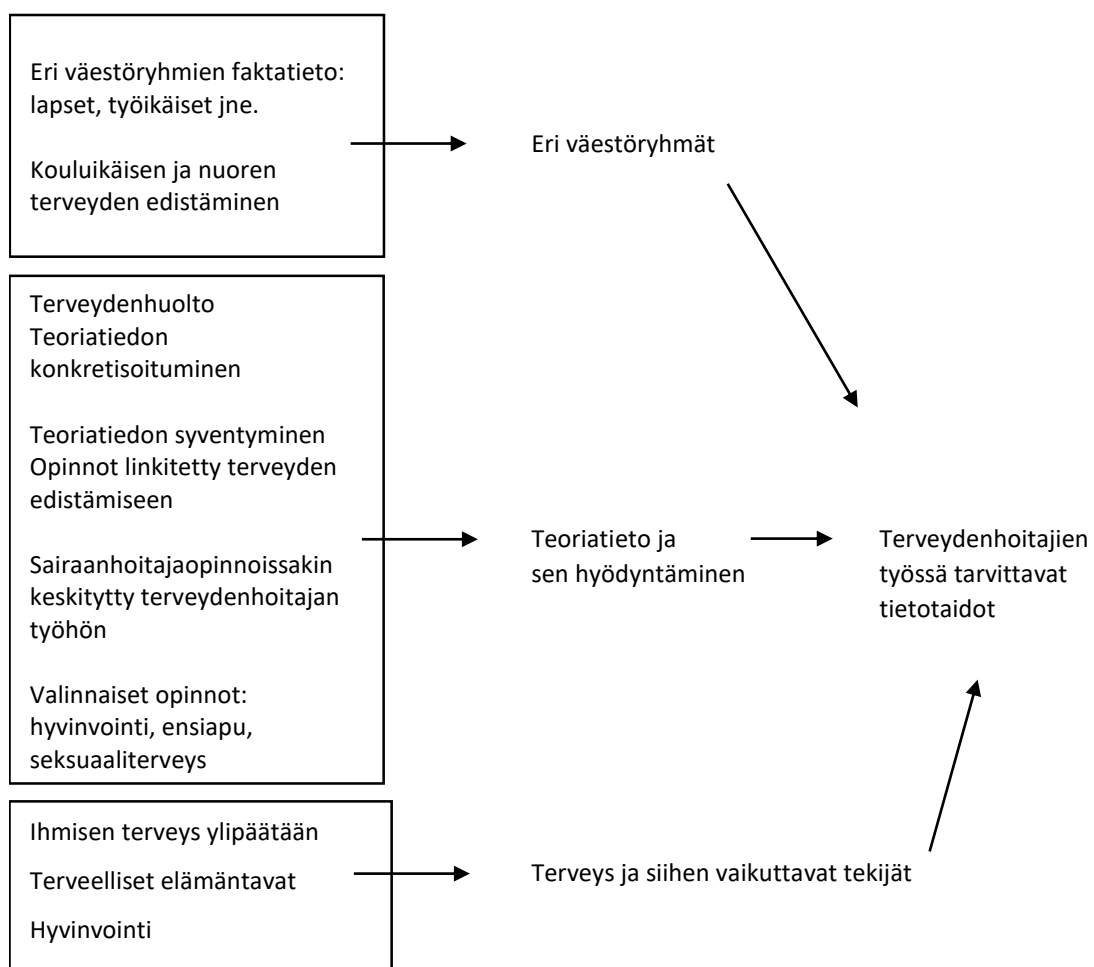 Eri väestöryhmien faktatieto:
lapset, työikäiset jne.
Kouluikäisen ja nuoren
terveyden edistäminen
Eri väestöryhmät
Terveydenhuolto
Teoriatiedon
konkretisoituminen
Teoriatiedon syventyminen
Opinnot linkitetty terveyden
edistämiseen
Sairaanhoitajaopinnoissakin
keskitytty terveydenhoitajan
työhön
Valinnaiset opinnot:
hyvinvointi, ensiapu,
seksuaaliterveys
Teoriatieto ja
sen hyödyntäminen
Terveydenhoitajien
työssä tarvittavat
tietotaidot
Ihmisen terveys ylipäätään
Terveelliset elämäntavat
Hyvinvointi
Terveys ja siihen vaikuttavat tekijät